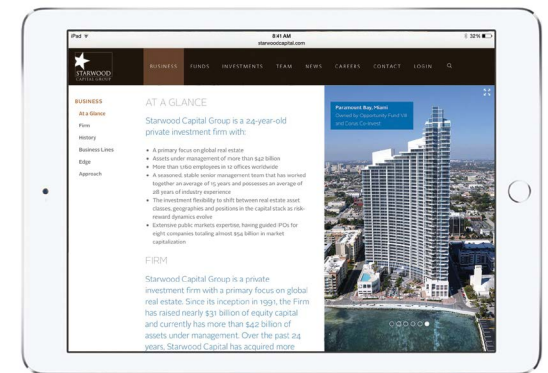 iPad
8:41 AM
32%
starwoodcapital.com
STARWOOD
CAPITAL GROUP
BUSINESS FUNDS INVESTMENTS TEAM NEWS CAREERS CONTACT LOGIN
BUSINESS
At a Glance
Firm
History
Business Lines
Edge
Approach
AT A GLANCE
Starwood Capital Group is a 24-year-old
private investment firm with:
• A primary focus on global real estate
• Assets under management of more than $42 billion
• More than 1260 employees in 12 offices worldwide
• A seasoned, stable senior management team that has worked
together an average of 15 years and possesses an average of
28 years of industry experience
• The investment flexibility to shift between real estate asset
classes, geographies and positions in the capital stack as risk-
reward dynamics evolve
• Extensive public markets expertise, having guided IPOs for
eight companies totaling almost $54 billion in market
capitalization
FIRM
Starwood Capital Group is a private
investment firm with a primary focus on global
real estate. Since its inception in 1991, the Firm
has raised nearly $31 billion of equity capital
and currently has more than $42 billion of
assets under management. Over the past 24
years, Starwood Capital has acquired more
Paramount Bay, Miami
Owned by Opportunity Fund VIII
and Corus Co-Invest